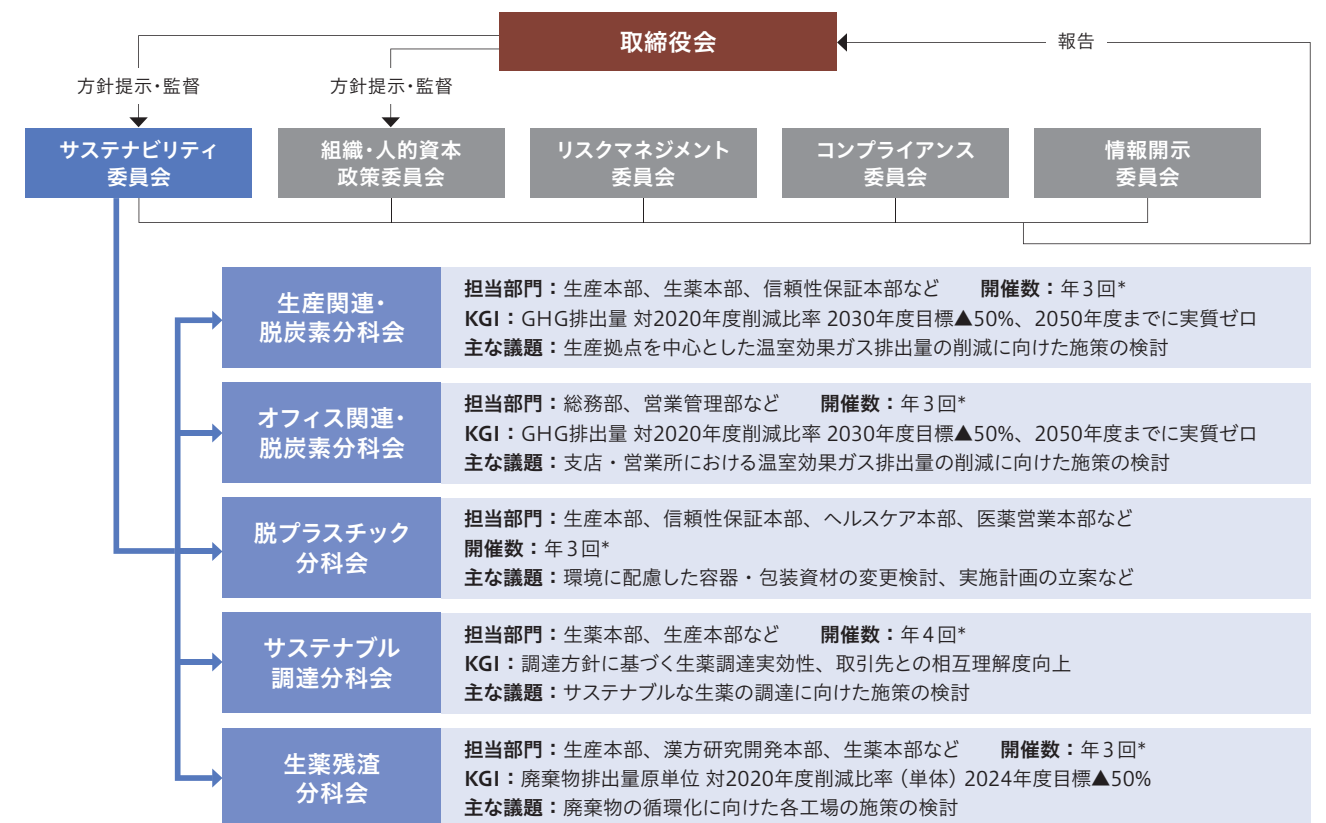 取締役会
報告
方針提示・監督
方針提示・監督
サステナビリティ
委員会
組織・人的資本
政策委員会
リスクマネジメント
委員会
コンプライアンス
委員会
情報開示
委員会
生産関連・
脱炭素分科会
担当部門：生産本部、生薬本部、信頼性保証本部など　開催数：年3回*
KGI：GHG排出量 対2020年度削減比率 2030年度目標▲50%、2050年度までに実質ゼロ
主な議題：生産拠点を中心とした温室効果ガス排出量の削減に向けた施策の検討
オフィス関連・
脱炭素分科会
担当部門：総務部、営業管理部など　開催数：年3回*
KGI：GHG排出量 対2020年度削減比率 2030年度目標▲50%、2050年度までに実質ゼロ
主な議題：支店・営業所における温室効果ガス排出量の削減に向けた施策の検討
脱プラスチック
分科会
担当部門：生産本部、信頼性保証本部、ヘルスケア本部、医薬営業本部など
開催数：年3回*
主な議題：環境に配慮した容器・包装資材の変更検討、実施計画の立案など
サステナブル
調達分科会
担当部門：生薬本部、生産本部など　開催数：年4回*
KGI：調達方針に基づく生薬調達実効性、取引先との相互理解度向上
主な議題：サステナブルな生薬の調達に向けた施策の検討
生薬残渣
分科会
担当部門：生産本部、漢方研究開発本部、生薬本部など　開催数：年3回*
KGI：廃棄物排出量原単位 対2020年度削減比率（単体）2024年度目標▲50%
主な議題：廃棄物の循環化に向けた各工場の施策の検討